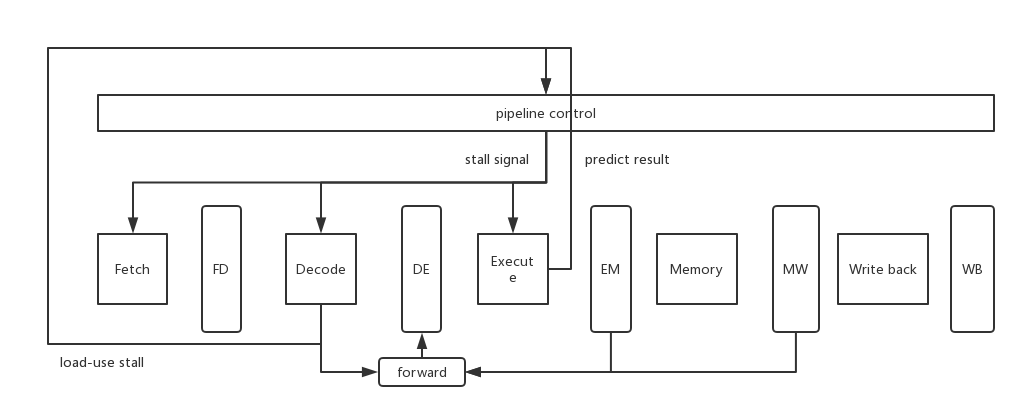 pipeline control
stall signal
predict result
Fetch
FD
Decode
DE
Execut
e
EM
Memory
MW
Write back
WB
load-use stall
forward